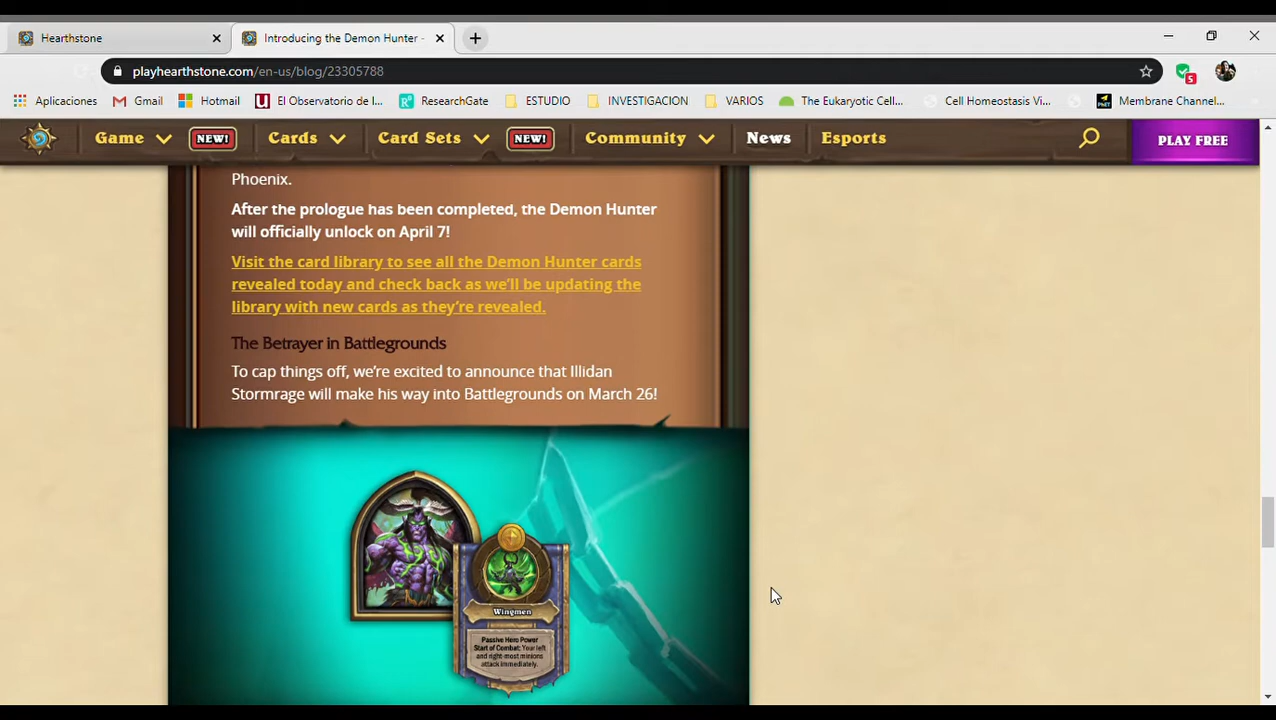 Hearthstone
Introducing the Demon Hunter -
playhearthstone.com/en-us/blog/23305788
5
Aplicaciones
Gmail
Hotmail
El Observatorio de l...
ResearchGate
ESTUDIO
INVESTIGACION
VARIOS
The Eukaryotic Cell...
Cell Homeostasis Vi...
Membrane Channel...
Game
NEW!
Cards
Card Sets
NEW!
Community
News
Esports
PLAY FREE
Phoenix.
After the prologue has been completed, the Demon Hunter
will officially unlock on April 7!
Visit the card library to see all the Demon Hunter cards
revealed today and check back as we'll be updating the
library with new cards as they're revealed.
The Betrayer in Battlegrounds
To cap things off, we're excited to announce that Illidan
Stormrage will make his way into Battlegrounds on March 26!
Wingmen
Passive Hero Power
Start of Combat: Your left
and right-most minions
attack immediately.